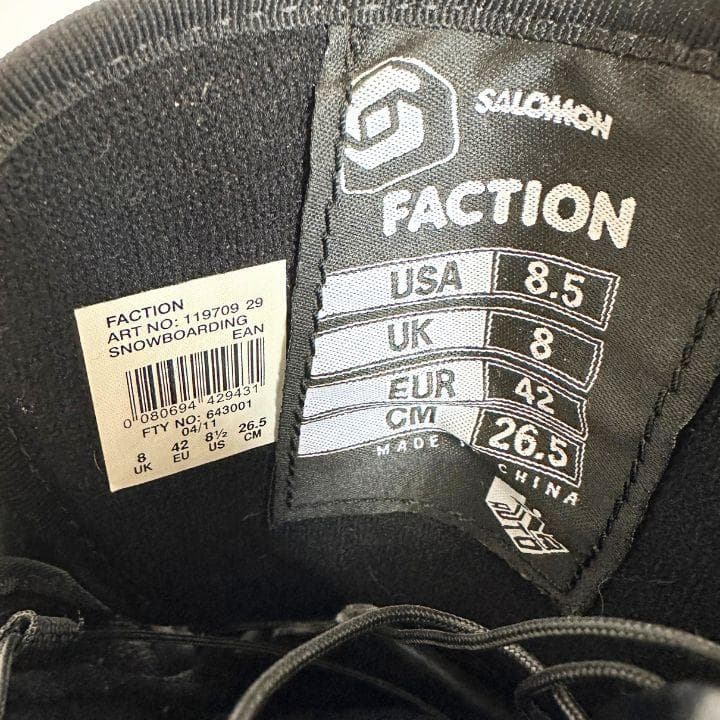 FACTION
ART NO: 119709 29
SNOWBOARDING
EAN
0 080694 429431
FTY NO: 643001
04/11
8 42 8½ 26.5
UK EU US CM
SALOMON
FACTION
USA 8.5
UK 8
EUR 42
CM 26.5
MADE CHINA